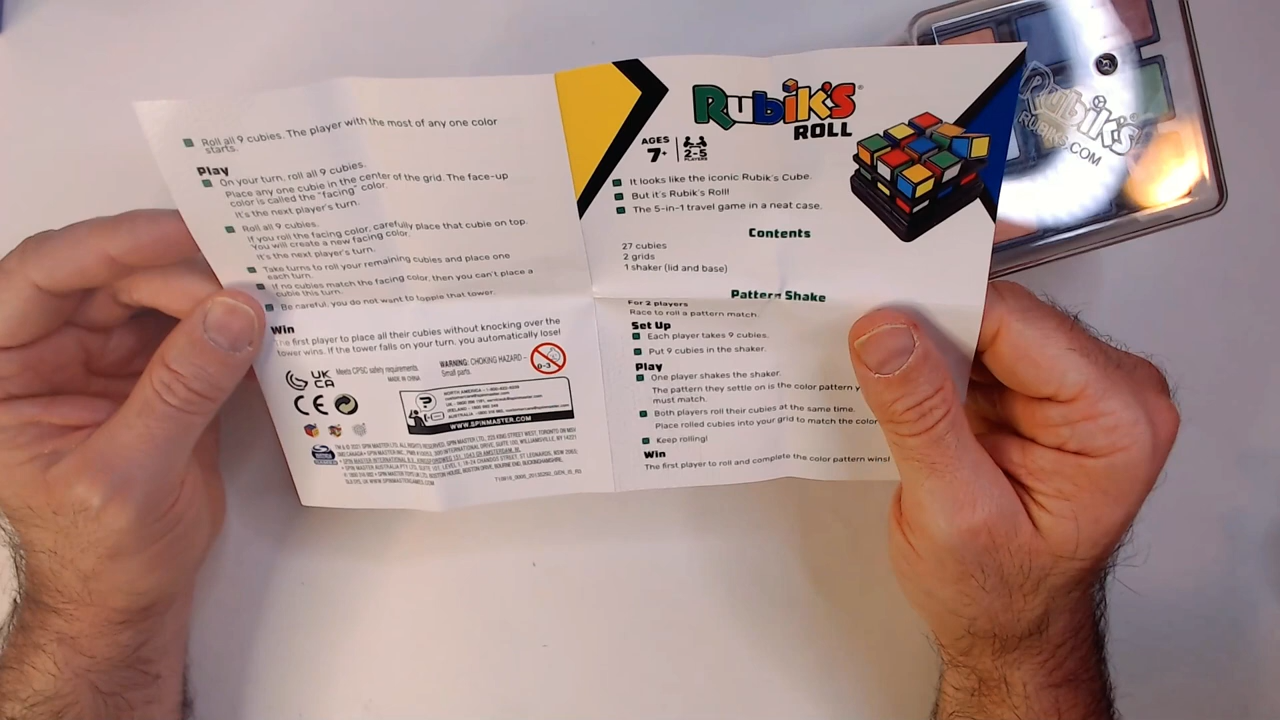 Roll all 9 cubies. The player with the most of any one color
starts.
Play
On your turn, roll all 9 cubies.
Place any one cubie in the center of the grid. The face-up
color is called the "facing" color.
It's the next player's turn.
Roll all 9 cubies.
If you roll the facing color, carefully place that cubie on top.
You will create a new facing color.
It's the next player's turn.
Take turns to roll your remaining cubies and place one
each turn.
If no cubies match the facing color, then you can't place a
cubie this turn.
Be careful, you do not want to topple that tower.
Win
The first player to place all their cubies without knocking over the
tower wins. If the tower falls on your turn, you automatically lose!
UK
CA
Meets CPSC safety requirements.
MADE IN CHINA
WARNING: CHOKING HAZARD –
Small parts.
0-3
CE
?
NORTH AMERICA – 1-800-622-8339
WWW.SPINMASTER.COM
Rubik's
ROLL
AGES
7+
2-5
PLAYERS
It looks like the iconic Rubik's Cube.
But it's Rubik's Roll!
The 5-in-1 travel game in a neat case.
Contents
27 cubies
2 grids
1 shaker (lid and base)
Pattern Shake
For 2 players
Race to roll a pattern match.
Set Up
Each player takes 9 cubies.
Put 9 cubies in the shaker.
Play
One player shakes the shaker.
The pattern they settle on is the color pattern y
must match.
Both players roll their cubies at the same time.
Place rolled cubies into your grid to match the color
Keep rolling!
Win
The first player to roll and complete the color pattern wins!
Rubik's
RUBIKS.COM